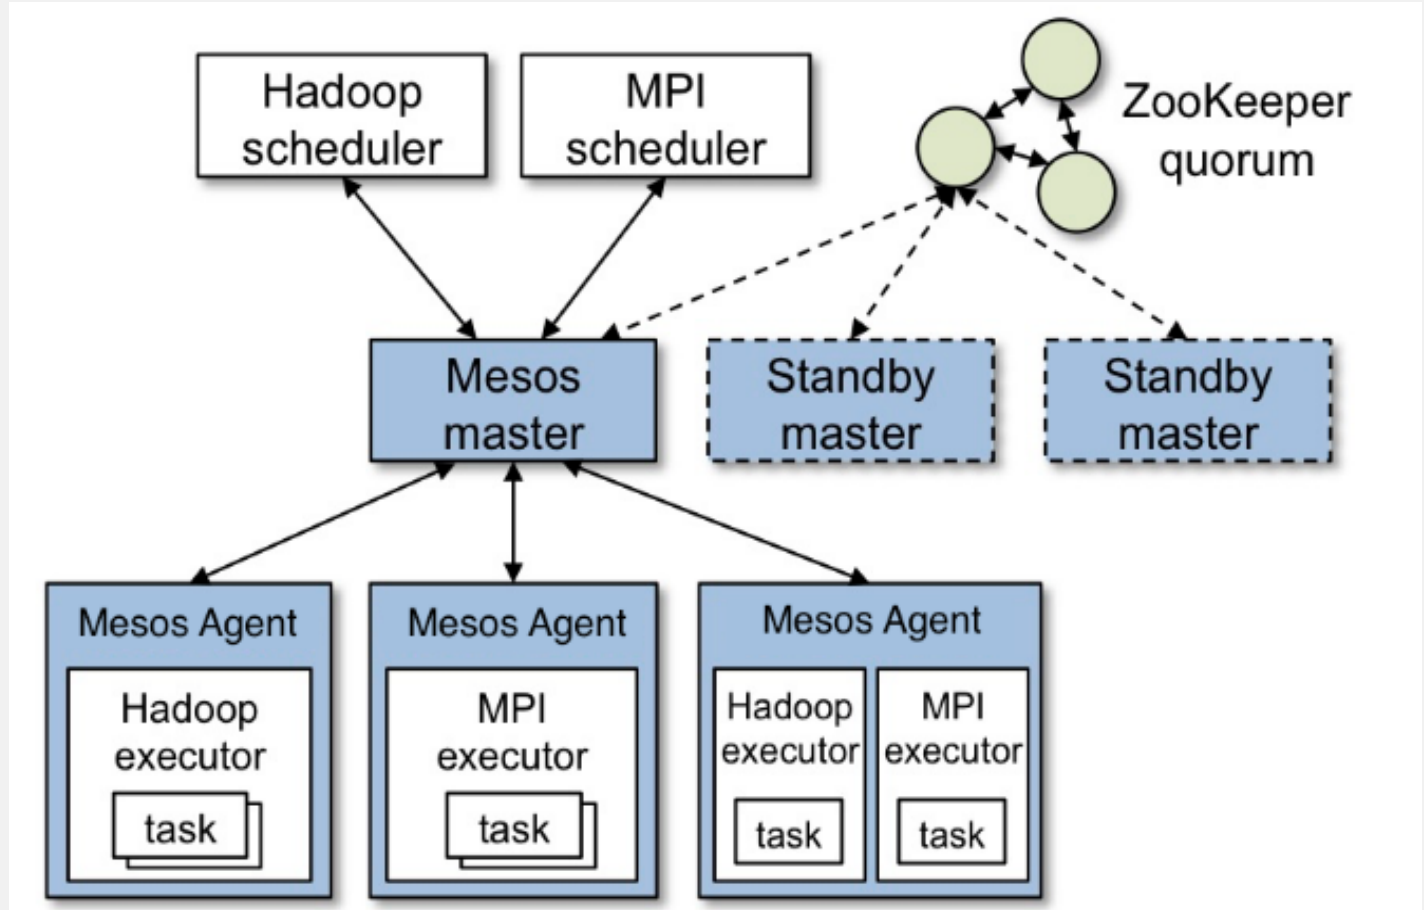 Hadoop
scheduler
MPI
scheduler
ZooKeeper
quorum
Mesos
master
Standby
master
Standby
master
Mesos Agent
Hadoop
executor
task
Mesos Agent
MPI
executor
task
Mesos Agent
Hadoop
executor
task
MPI
executor
task